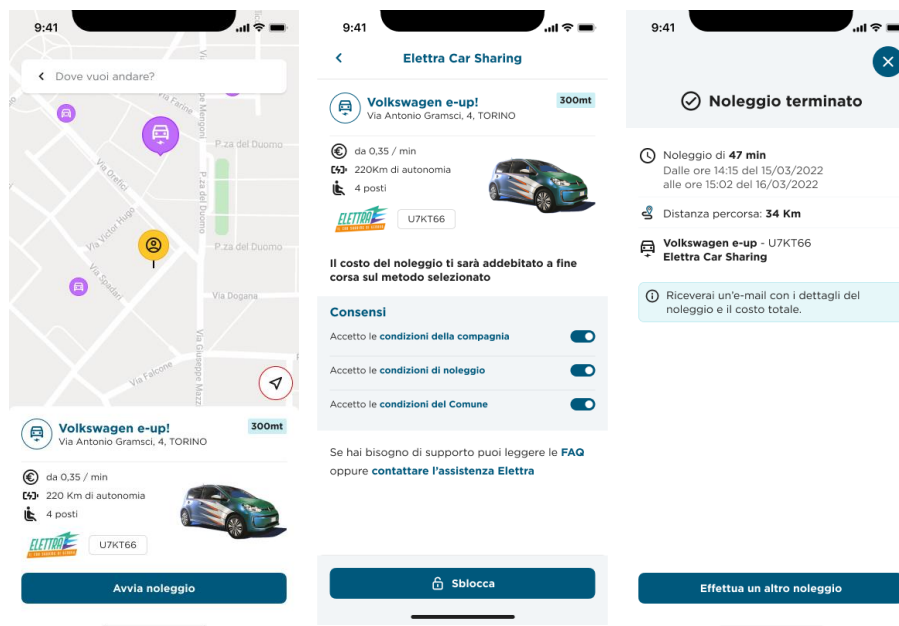 9:41
Dove vuoi andare?
Via Farine
P.za del Duomo
Via Orefici
P.za del Duomo
Via Victor Hugo
P.za del Duomo
Via Spadari
Via Dogana
Via Falcone
Via Giuseppe Mazz
Volkswagen e-up!
300mt
Via Antonio Gramsci, 4, TORINO
da 0,35 / min
220 Km di autonomia
4 posti
ELETTRA
U7KT66
Avvia noleggio
9:41
Elettra Car Sharing
Volkswagen e-up!
300mt
Via Antonio Gramsci, 4, TORINO
da 0,35 / min
220Km di autonomia
4 posti
ELETTRA
U7KT66
Il costo del noleggio ti sarà addebitato a fine
corsa sul metodo selezionato
Consensi
Accetto le condizioni della compagnia
Accetto le condizioni di noleggio
Accetto le condizioni del Comune
Se hai bisogno di supporto puoi leggere le FAQ
oppure contattare l'assistenza Elettra
Sblocca
9:41
Noleggio terminato
Noleggio di 47 min
Dalle ore 14:15 del 15/03/2022
alle ore 15:02 del 16/03/2022
Distanza percorsa: 34 Km
Volkswagen e-up - U7KT66
Elettra Car Sharing
Riceverai un'e-mail con i dettagli del
noleggio e il costo totale.
Effettua un altro noleggio